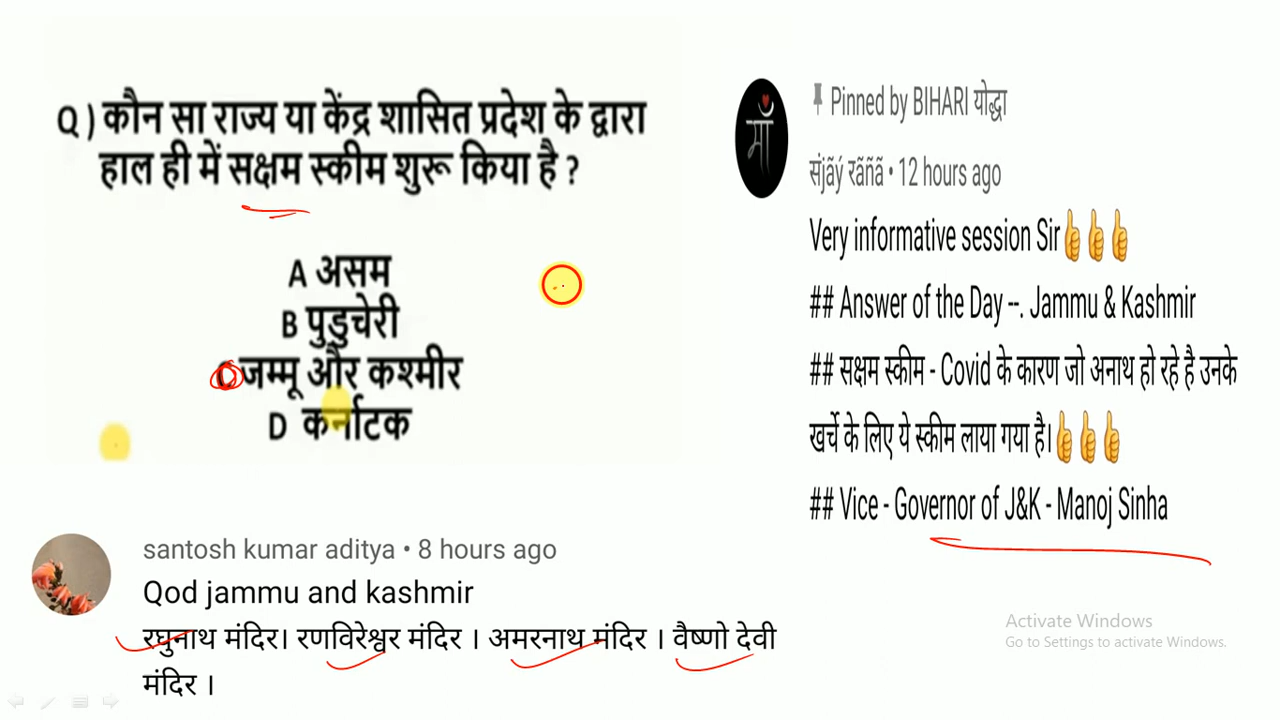 Q ) कौन सा राज्य या केंद्र शासित प्रदेश के द्वारा
हाल ही में सक्षम स्कीम शुरू किया है ?
A असम
B पुडुचेरी
C जम्मू और कश्मीर
D कर्नाटक
माँ
Pinned by BIHARI योद्धा
संjãý rãññã • 12 hours ago
Very informative session Sir👍👍👍
## Answer of the Day --. Jammu & Kashmir
## सक्षम स्कीम - Covid के कारण जो अनाथ हो रहे है उनके
खर्चे के लिए ये स्कीम लाया गया है।👍👍👍
## Vice - Governor of J&K - Manoj Sinha
santosh kumar aditya • 8 hours ago
Qod jammu and kashmir
रघुनाथ मंदिर। रणविरेश्वर मंदिर । अमरनाथ मंदिर । वैष्णो देवी
मंदिर ।
Activate Windows
Go to Settings to activate Windows.